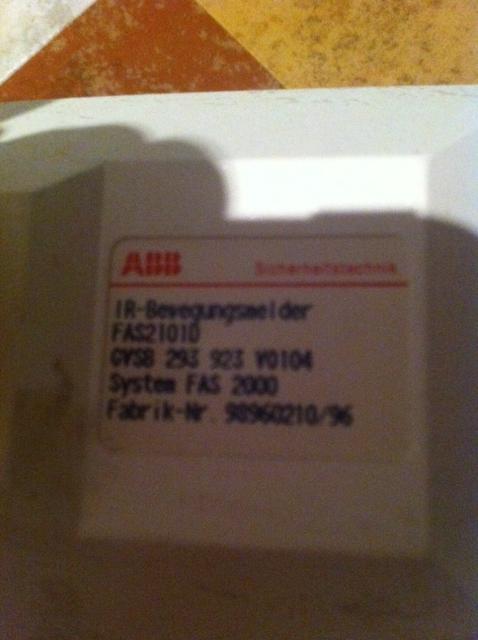 ABB Sicherheitstechnik
IR-Bewegungsmelder
FAS21010
GVSB 293 923 V0104
System FAS 2000
Fabrik-Nr. 98960210/96